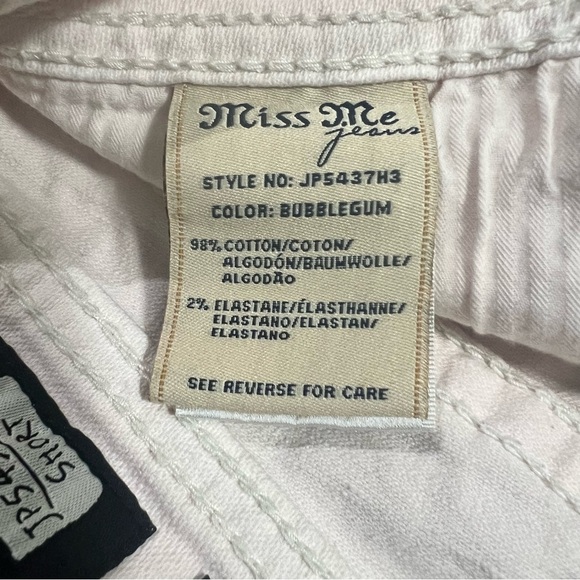 Miss Me
jeans
STYLE NO: JP5437H3
COLOR: BUBBLEGUM
98% COTTON/COTON/
ALGODÓN/BAUMWOLLE/
ALGODÃO
2% ELASTANE/ÉLASTHANNE/
ELASTANO/ELASTAN/
ELASTANO
SEE REVERSE FOR CARE
SHORT